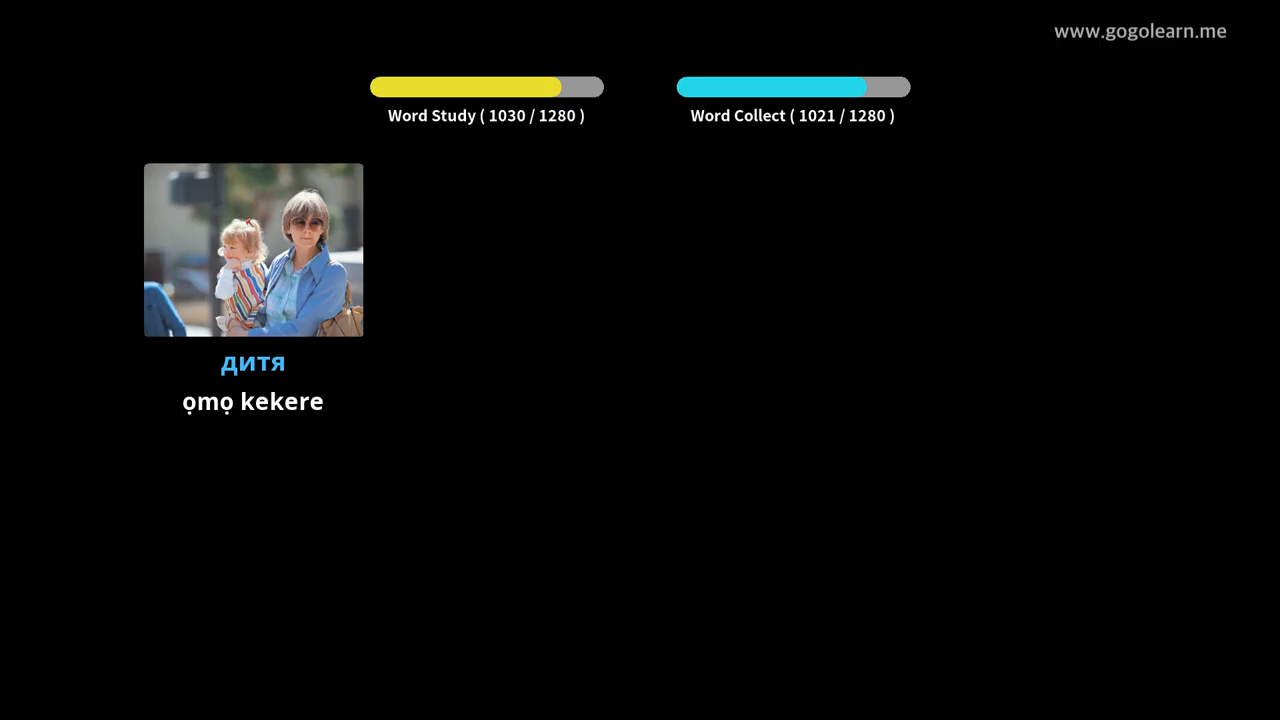 www.gogolearn.me
Word Study ( 1030 / 1280 )
Word Collect ( 1021 / 1280 )
дитя
ọmọ kekere